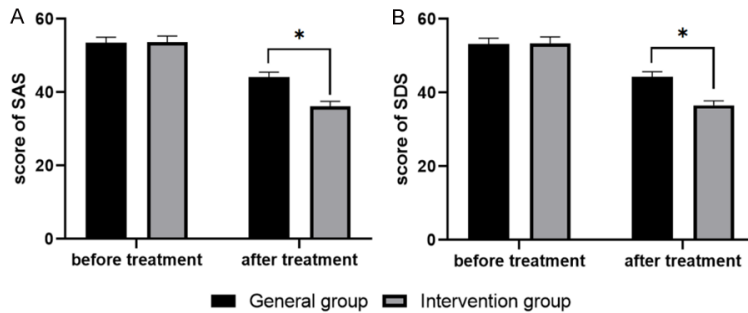 A
score of SAS
60
40
20
0
*
before treatment
after treatment
B
score of SDS
60
40
20
0
*
before treatment
after treatment
General group
Intervention group